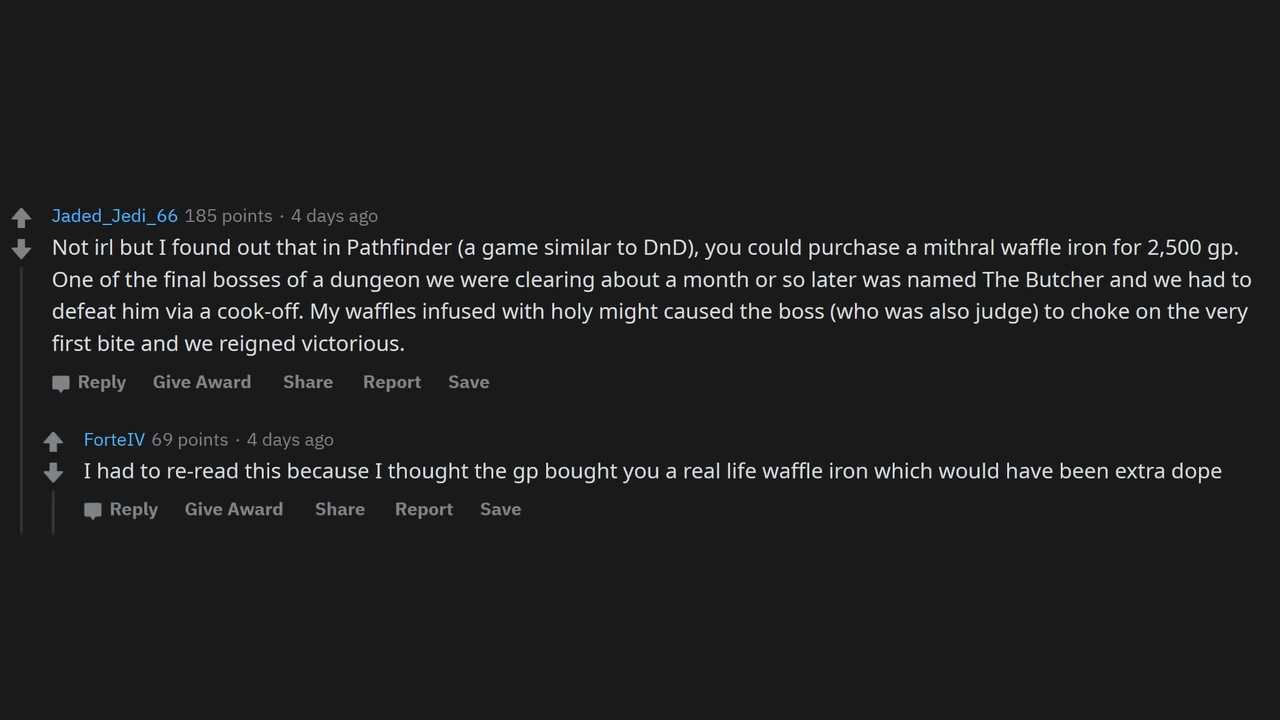 Jaded_Jedi_66 185 points · 4 days ago
Not irl but I found out that in Pathfinder (a game similar to DnD), you could purchase a mithral waffle iron for 2,500 gp.
One of the final bosses of a dungeon we were clearing about a month or so later was named The Butcher and we had to
defeat him via a cook-off. My waffles infused with holy might caused the boss (who was also judge) to choke on the very
first bite and we reigned victorious.
Reply Give Award Share Report Save
ForteIV 69 points · 4 days ago
I had to re-read this because I thought the gp bought you a real life waffle iron which would have been extra dope
Reply Give Award Share Report Save